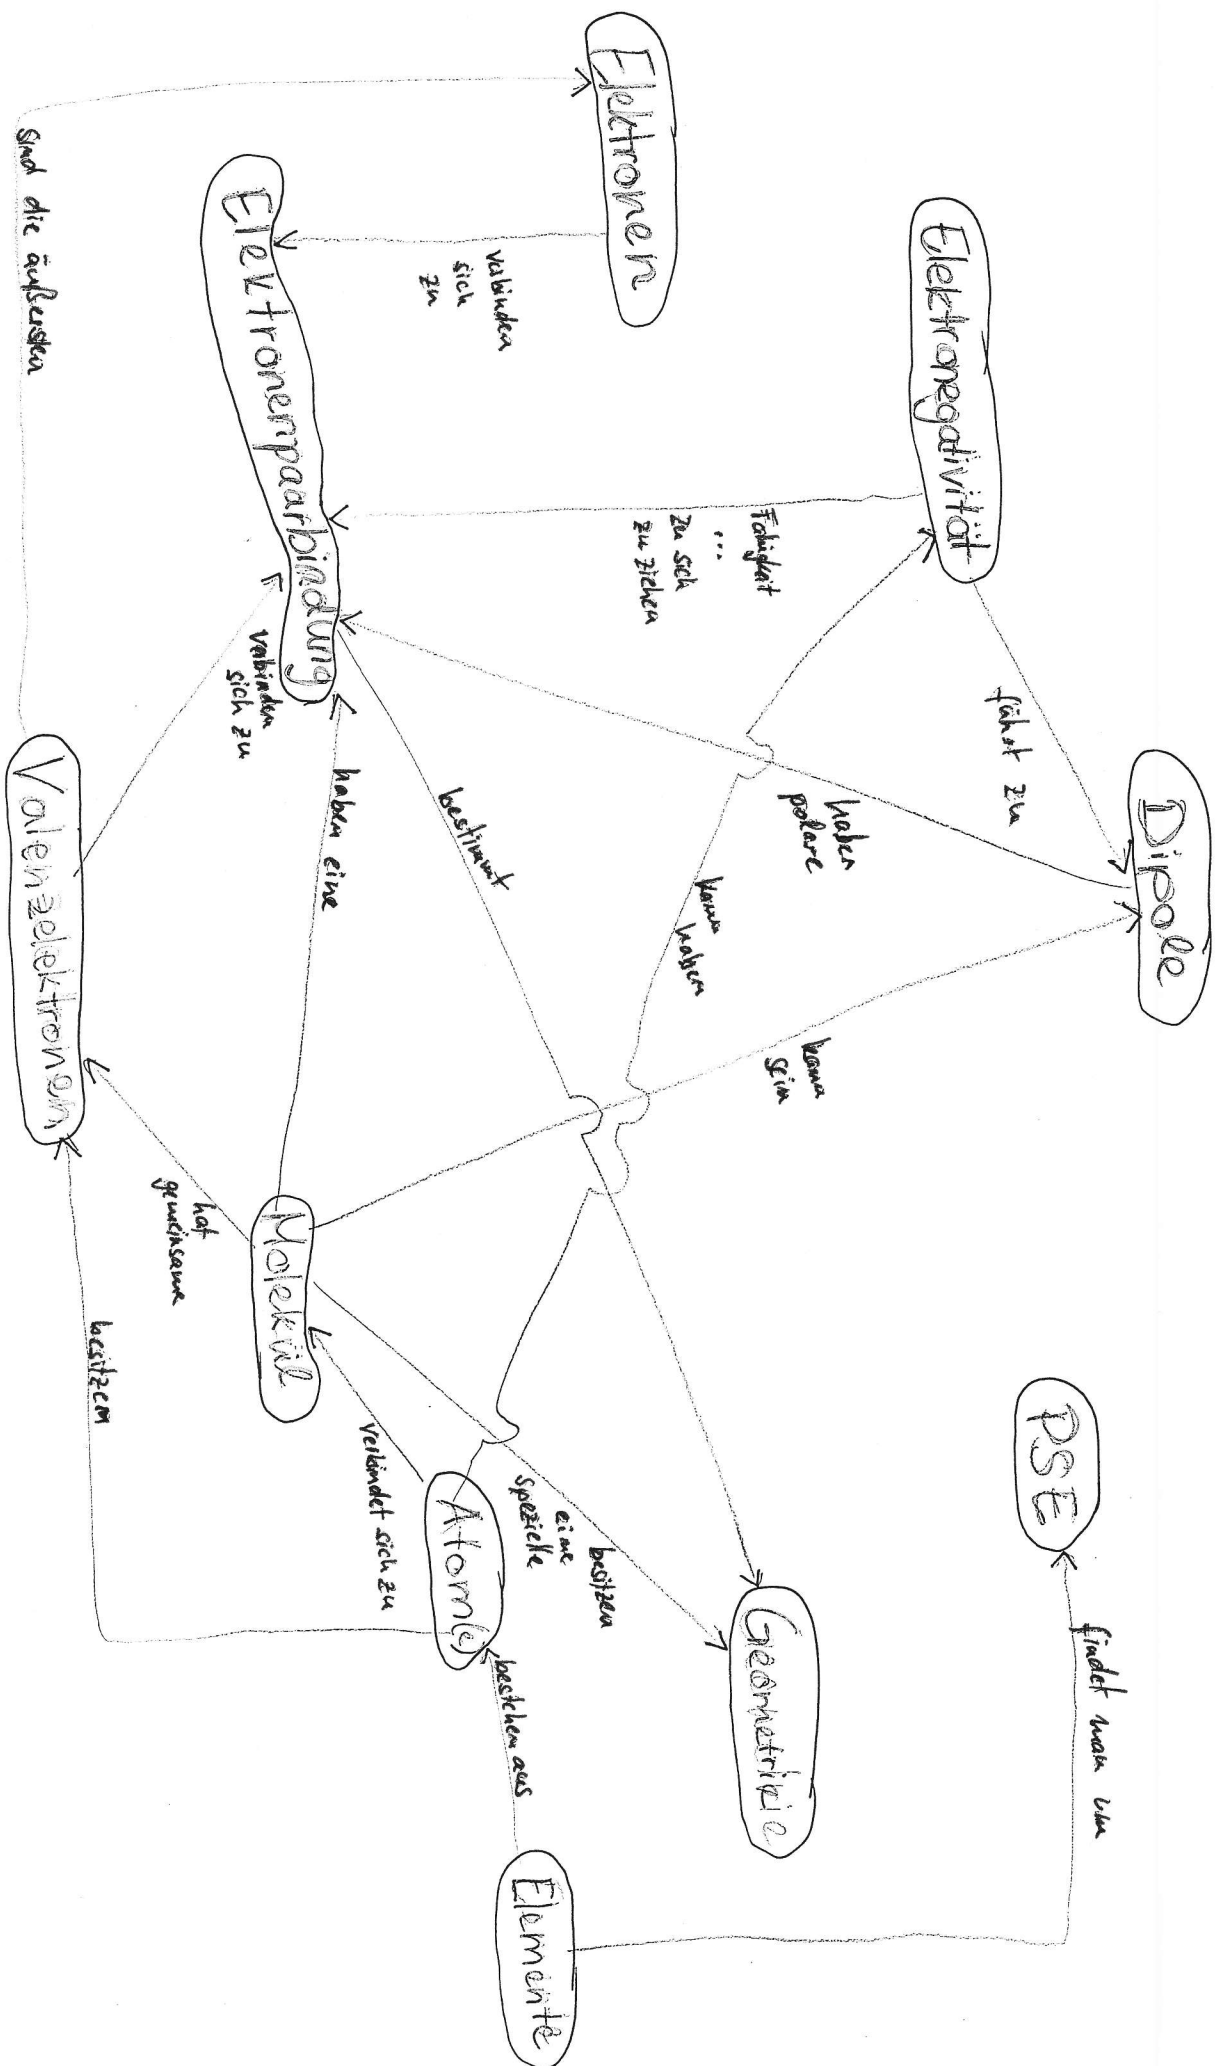 Dipole
PSE
findet man im
Elektronegativität
führt zu
kann
sein
haben
polare
Fähigkeit
...
zu sich
zu ziehen
kann
haben
Geometrie
besitzen
eine
spezielle
Elektronen
verbinden
sich
zu
bestimmt
Atom(e)
bestehen aus
Elemente
verbindet sich zu
Elektronenpaarbindung
haben eine
Molekül
verbinden
sich zu
hat
gemeinsame
besitzen
Valenzelektronen
sind die äußersten